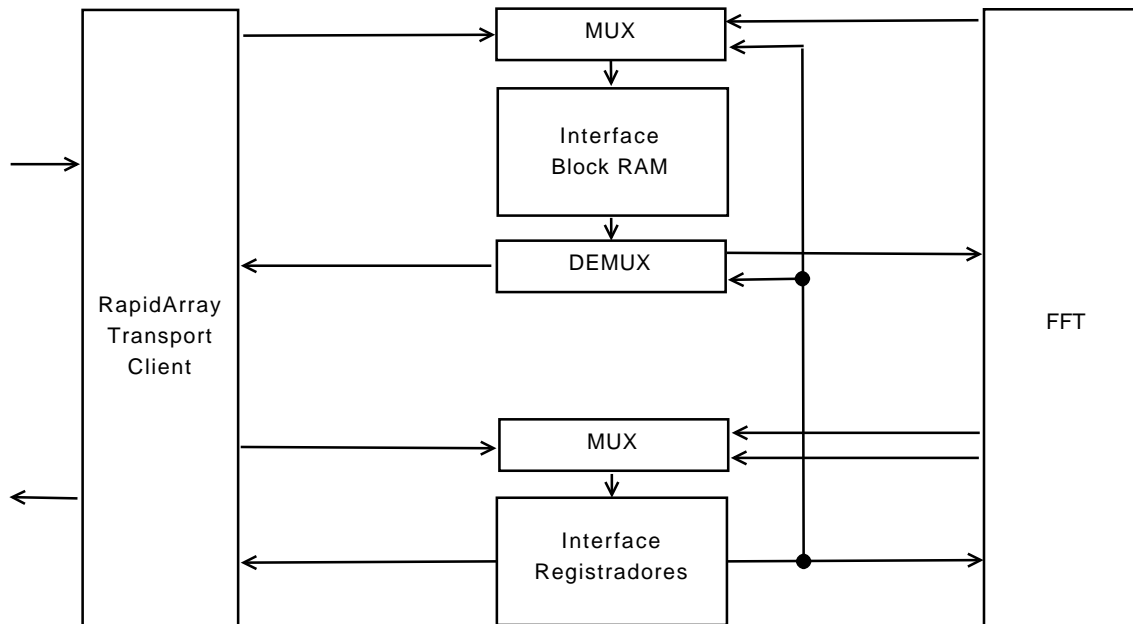 MUX
Interface
Block RAM
DEMUX
RapidArray
Transport
Client
FFT
MUX
Interface
Registradores